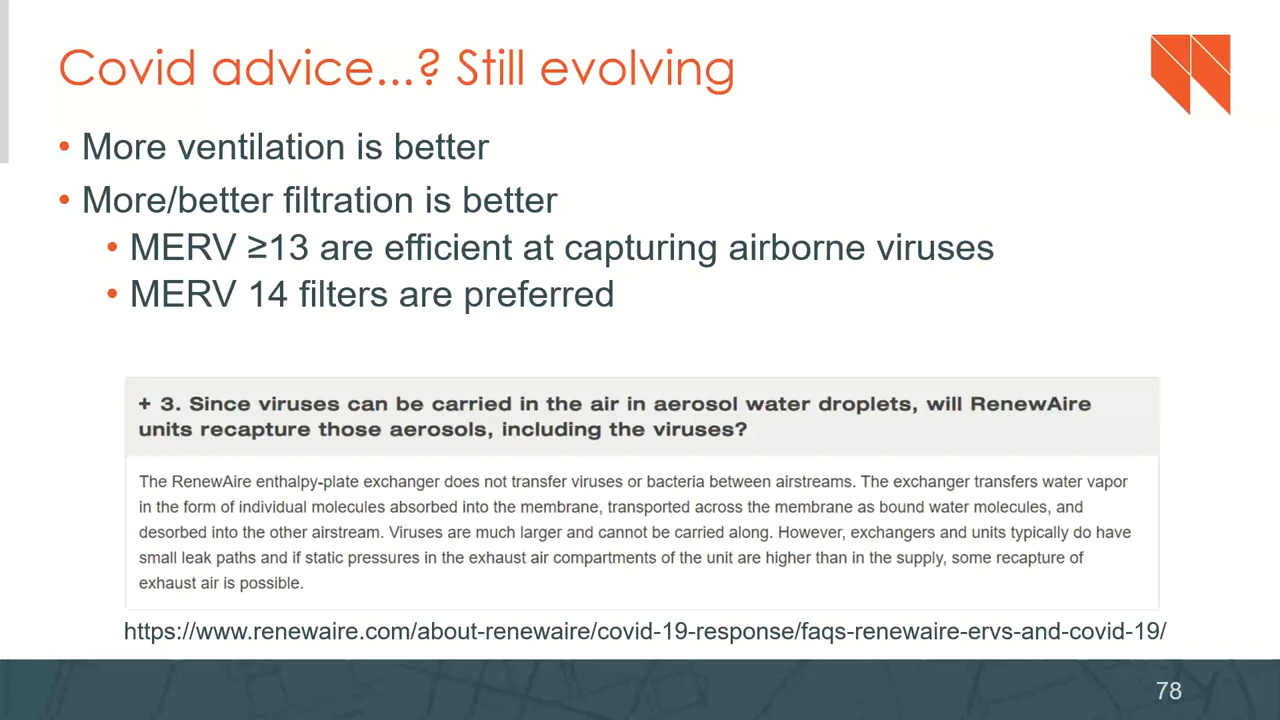 Covid advice...? Still evolving
• More ventilation is better
• More/better filtration is better
• MERV ≥13 are efficient at capturing airborne viruses
• MERV 14 filters are preferred
+ 3. Since viruses can be carried in the air in aerosol water droplets, will RenewAire
units recapture those aerosols, including the viruses?
The RenewAire enthalpy-plate exchanger does not transfer viruses or bacteria between airstreams. The exchanger transfers water vapor
in the form of individual molecules absorbed into the membrane, transported across the membrane as bound water molecules, and
desorbed into the other airstream. Viruses are much larger and cannot be carried along. However, exchangers and units typically do have
small leak paths and if static pressures in the exhaust air compartments of the unit are higher than in the supply, some recapture of
exhaust air is possible.
https://www.renewaire.com/about-renewaire/covid-19-response/faqs-renewaire-ervs-and-covid-19/
78